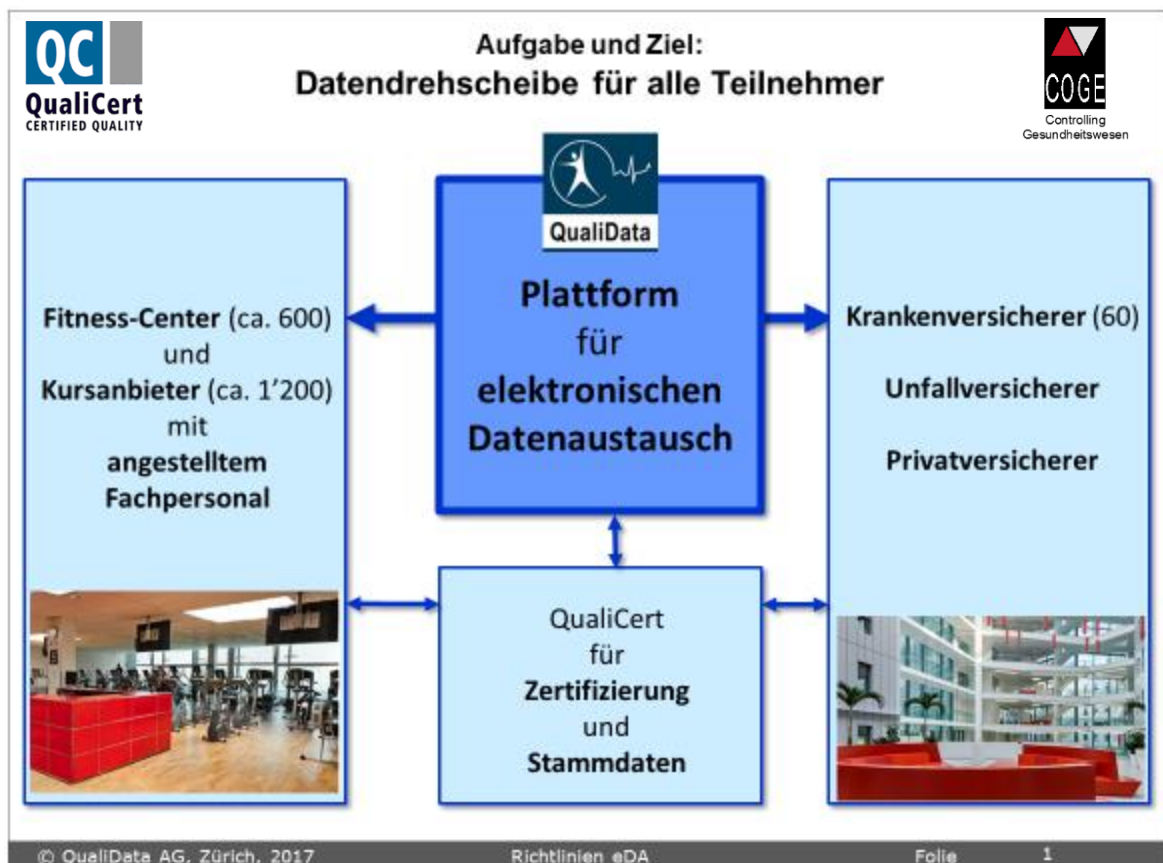 QC
QualiCert
CERTIFIED QUALITY
Aufgabe und Ziel:
Datendrehscheibe für alle Teilnehmer
COGE
Controlling
Gesundheitswesen
Fitness-Center (ca. 600)
und
Kursanbieter (ca. 1’200)
mit
angestelltem
Fachpersonal
QualiData
Plattform
für
elektronischen
Datenaustausch
Krankenversicherer (60)
Unfallversicherer
Privatversicherer
QualiCert
für
Zertifizierung
und
Stammdaten
© QualiData AG, Zürich, 2017
Richtlinien eDA
Folie 1